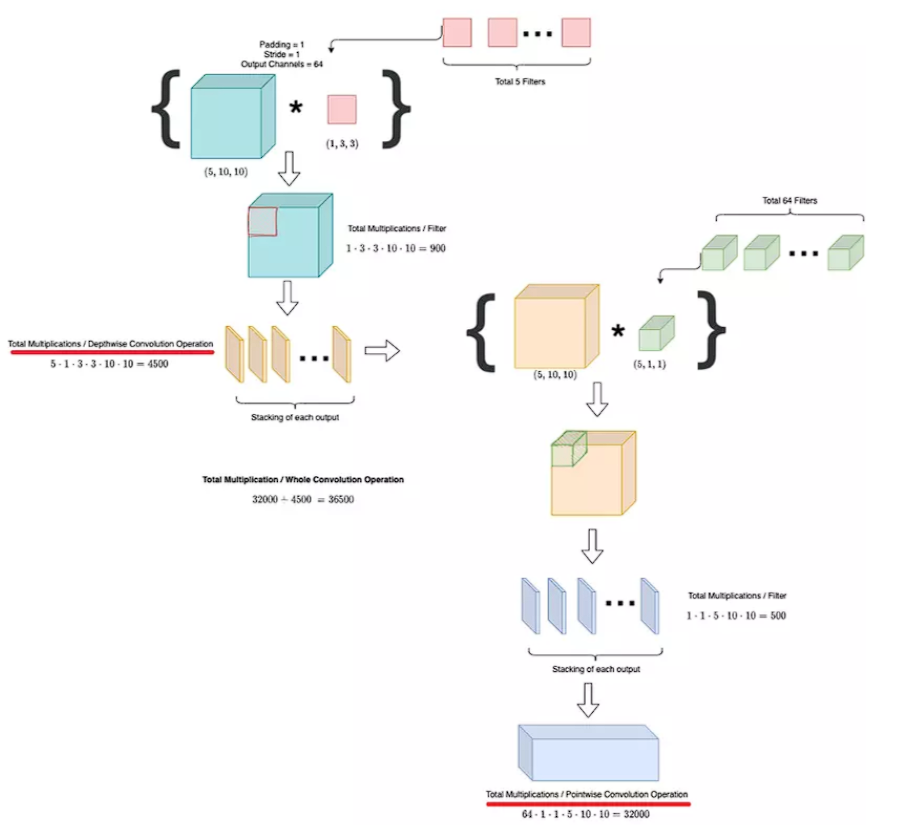 Padding = 1
Stride = 1
Output Channels = 64
Total 5 Filters
*
(1, 3, 3)
(5, 10, 10)
Total Multiplications / Filter
1 · 3 · 3 · 10 · 10 = 900
Total 64 Filters
Total Multiplications / Depthwise Convolution Operation
5 · 1 · 3 · 3 · 10 · 10 = 4500
Stacking of each output
*
(5, 1, 1)
(5, 10, 10)
Total Multiplication / Whole Convolution Operation
32000 + 4500 = 36500
Total Multiplications / Filter
1 · 1 · 5 · 10 · 10 = 500
Stacking of each output
Total Multiplications / Pointwise Convolution Operation
64 · 1 · 1 · 5 · 10 · 10 = 32000